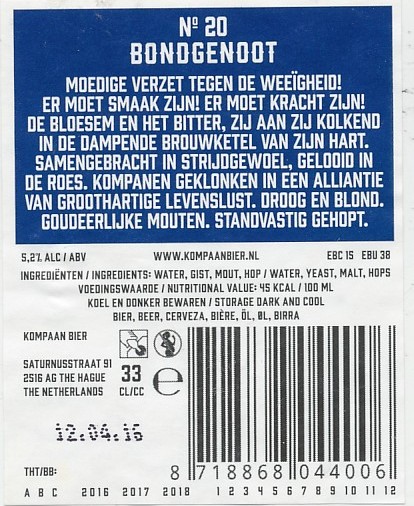 Nº 20
BONDGENOOT
MOEDIGE VERZET TEGEN DE WEEÏGHEID!
ER MOET SMAAK ZIJN! ER MOET KRACHT ZIJN!
DE BLOESEM EN HET BITTER, ZIJ AAN ZIJ KOLKEND
IN DE DAMPENDE BROUWKETEL VAN ZIJN HART.
SAMENGEBRACHT IN STRIJDGEWOEL, GELOOID IN
DE ROES. KOMPANEN GEKLONKEN IN EEN ALLIANTIE
VAN GROOTHARTIGE LEVENSLUST. DROOG EN BLOND.
GOUDEERLIJKE MOUTEN. STANDVASTIG GEHOPT.
5,2% ALC / ABV WWW.KOMPAANBIER.NL EBC 15 EBU 38
INGREDIËNTEN / INGREDIENTS: WATER, GIST, MOUT, HOP / WATER, YEAST, MALT, HOPS
VOEDINGSWAARDE / NUTRITIONAL VALUE: 45 KCAL / 100 ML
KOEL EN DONKER BEWAREN / STORAGE DARK AND COOL
BIER, BEER, CERVEZA, BIÈRE, ÖL, ØL, BIRRA
KOMPAAN BIER
SATURNUSSTRAAT 91
2516 AG THE HAGUE
THE NETHERLANDS
33
CL/CC
e
12.04.16
THT/BB:
8 718868 044006
A B C 2016 2017 2018 1 2 3 4 5 6 7 8 9 10 11 12